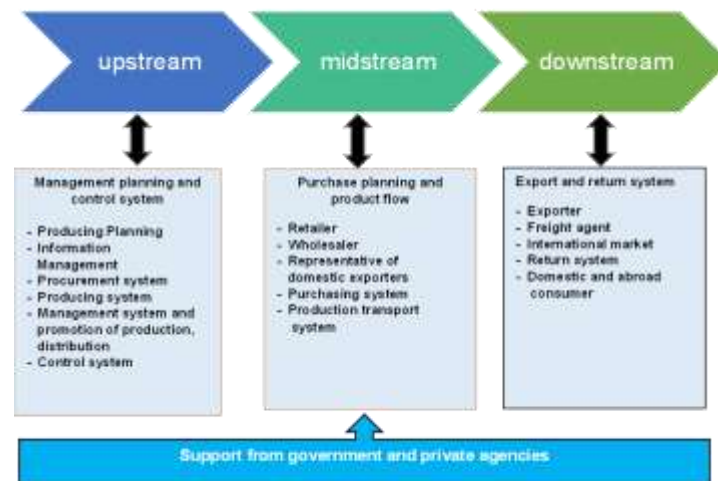 upstream
midstream
downstream
Management planning and
control system
- Producing Planning
- Information
Management
- Procurement system
- Producing system
- Management system and
promotion of production,
distribution
- Control system
Purchase planning and
product flow
- Retailer
- Wholesaler
- Representative of
domestic exporters
- Purchasing system
- Production transport
system
Export and return system
- Exporter
- Freight agent
- International market
- Return system
- Domestic and abroad
consumer
Support from government and private agencies